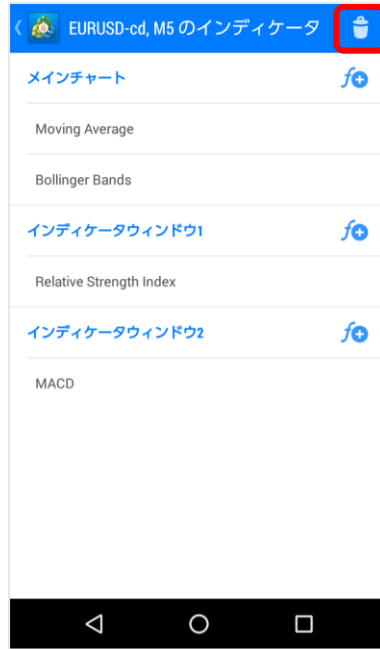 EURUSD-cd, M5 のインディケータ
メインチャート
Moving Average
Bollinger Bands
インディケータウィンドウ1
Relative Strength Index
インディケータウィンドウ2
MACD